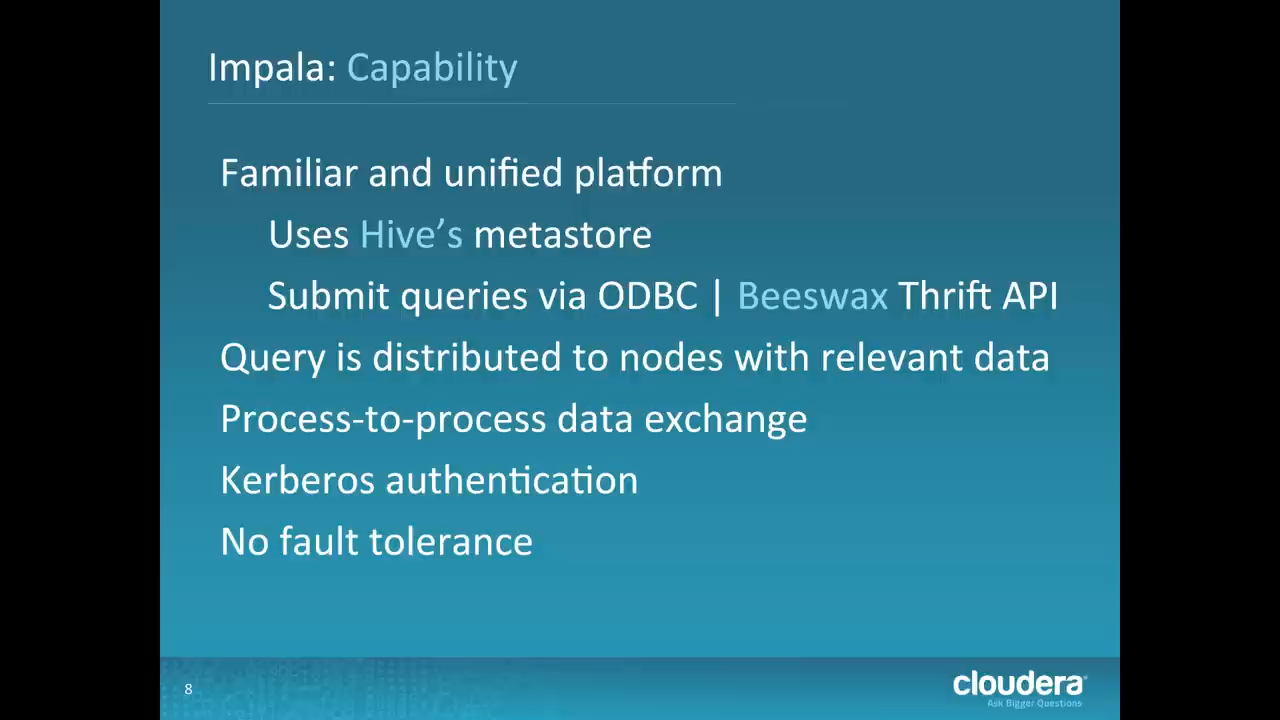 Impala: Capability
Familiar and unified platform
Uses Hive’s metastore
Submit queries via ODBC | Beeswax Thrift API
Query is distributed to nodes with relevant data
Process-to-process data exchange
Kerberos authentication
No fault tolerance
8
cloudera
Ask Bigger Questions